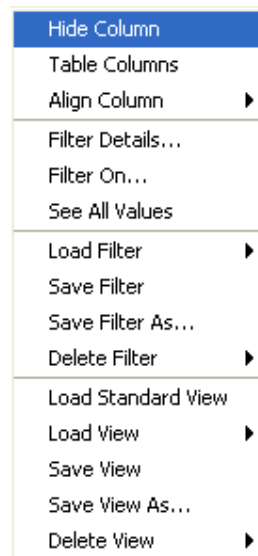 Hide Column
Table Columns
Align Column
Filter Details...
Filter On...
See All Values
Load Filter
Save Filter
Save Filter As...
Delete Filter
Load Standard View
Load View
Save View
Save View As...
Delete View